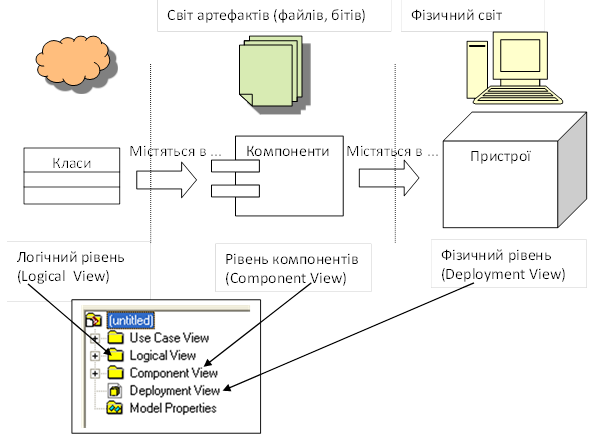 Світ артефактів (файлів, бітів)
Фізичний світ
Класи
Містяться в ...
Компоненти
Містяться в ...
Пристрої
Логічний рівень
(Logical View)
Рівень компонентів
(Component View)
Фізичний рівень
(Deployment View)
(untitled)
Use Case View
Logical View
Component View
Deployment View
Model Properties